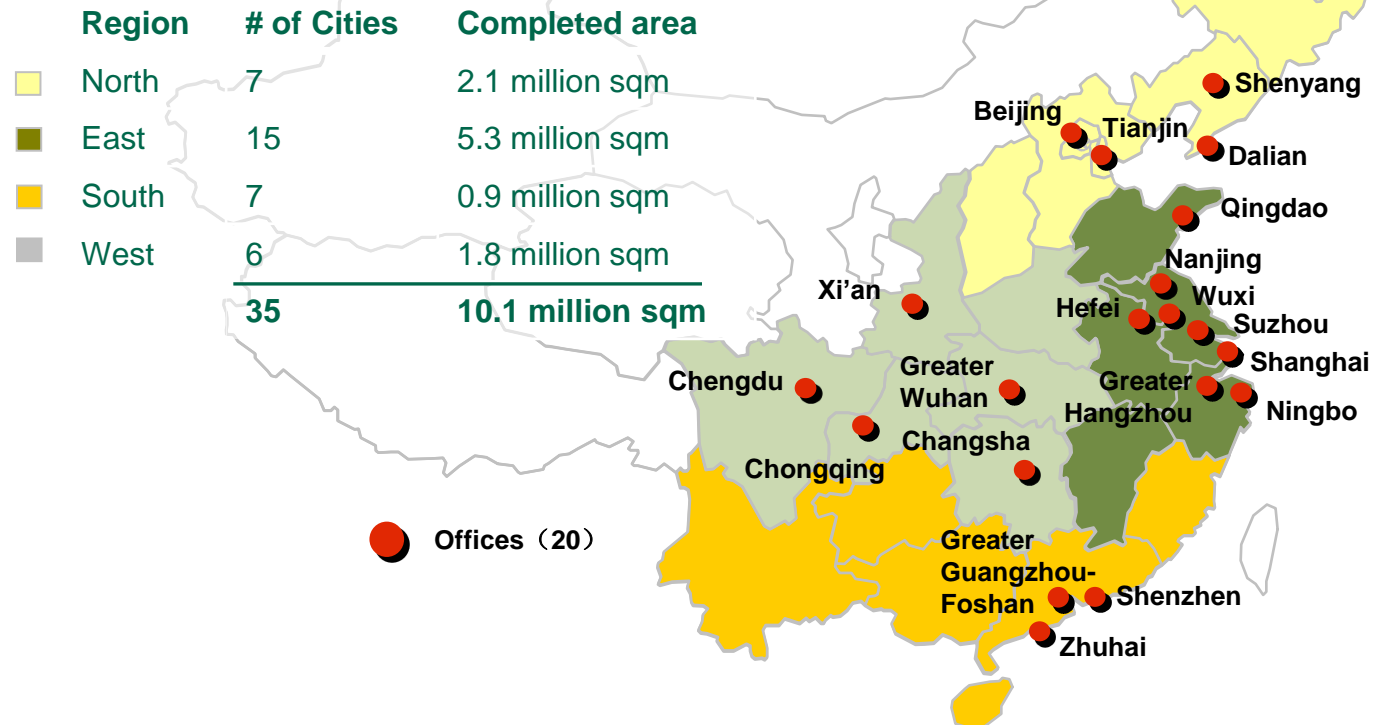 Region # of Cities Completed area
North 7 2.1 million sqm
East 15 5.3 million sqm
South 7 0.9 million sqm
West 6 1.8 million sqm
35 10.1 million sqm
Shenyang
Beijing
Tianjin
Dalian
Qingdao
Nanjing
Xi’an
Hefei
Wuxi
Suzhou
Shanghai
Chengdu
Greater
Wuhan
Greater
Hangzhou
Ningbo
Changsha
Chongqing
Offices（20）
Greater
Guangzhou-
Foshan
Shenzhen
Zhuhai